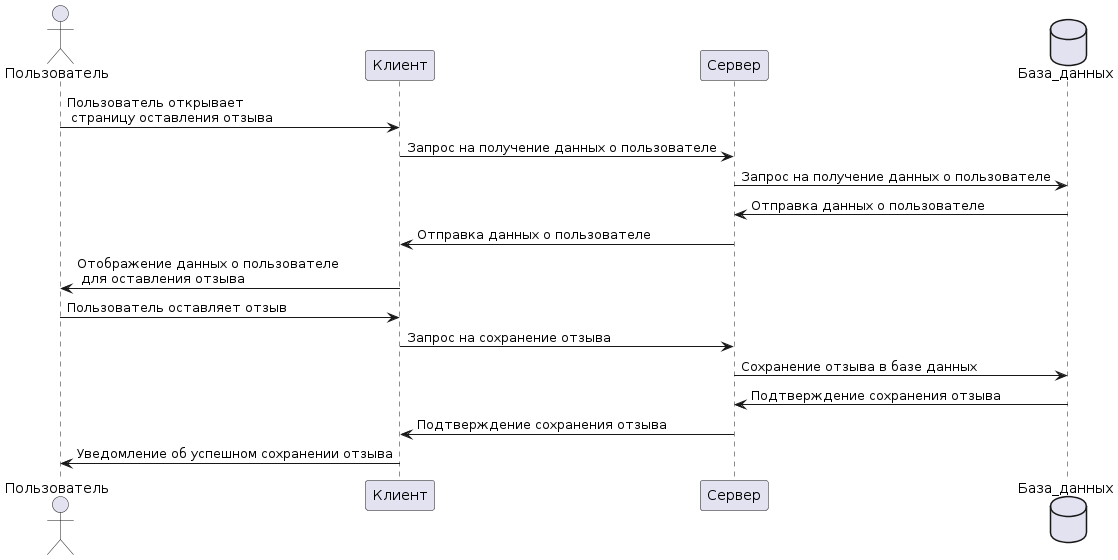 Пользователь
Клиент
Сервер
База_данных
Пользователь открывает
страницу оставления отзыва
Запрос на получение данных о пользователе
Запрос на получение данных о пользователе
Отправка данных о пользователе
Отправка данных о пользователе
Отображение данных о пользователе
для оставления отзыва
Пользователь оставляет отзыв
Запрос на сохранение отзыва
Сохранение отзыва в базе данных
Подтверждение сохранения отзыва
Подтверждение сохранения отзыва
Уведомление об успешном сохранении отзыва
Пользователь
Клиент
Сервер
База_данных